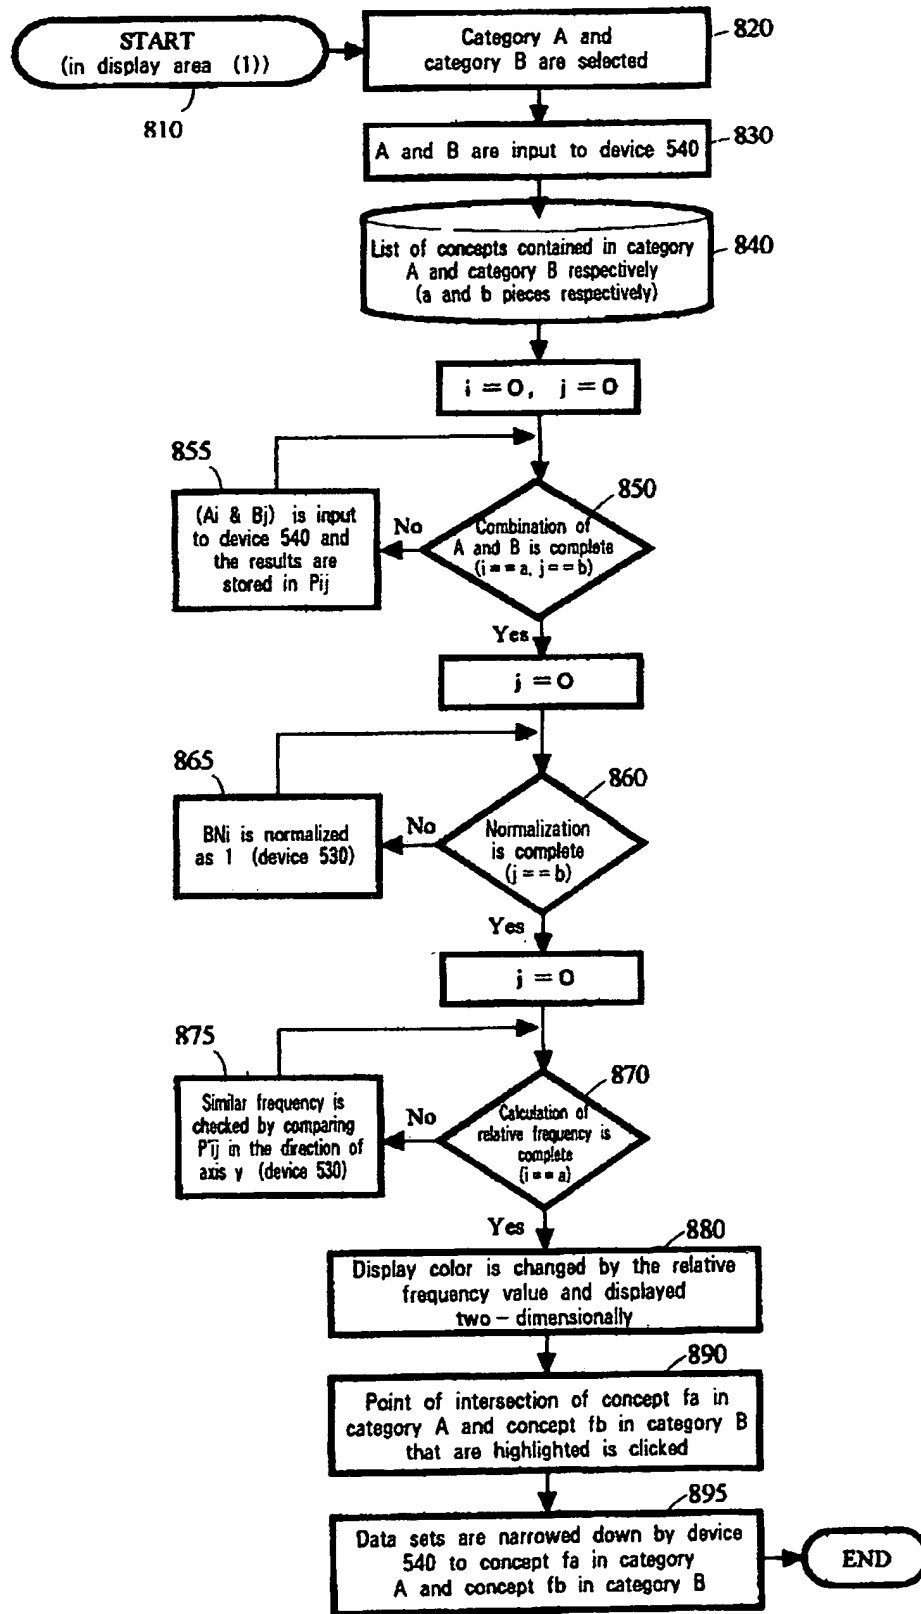 START
(in display area (1))
810
Category A and
category B are selected
820
A and B are input to device 540
830
List of concepts contained in category
A and category B respectively
(a and b pieces respectively)
840
i = 0, j = 0
855
(Ai & Bj) is input
to device 540 and
the results are
stored in Pij
No
850
Combination of
A and B is complete
(i == a, j == b)
Yes
j = 0
865
BNi is normalized
as 1 (device 530)
No
860
Normalization
is complete
(j == b)
Yes
j = 0
875
Similar frequency is
checked by comparing
P'ij in the direction of
axis y (device 530)
No
870
Calculation of
relative frequency is
complete
(i == a)
Yes
880
Display color is changed by the relative
frequency value and displayed
two-dimensionally
890
Point of intersection of concept fa in
category A and concept fb in category B
that are highlighted is clicked
895
Data sets are narrowed down by device
540 to concept fa in category
A and concept fb in category B
END